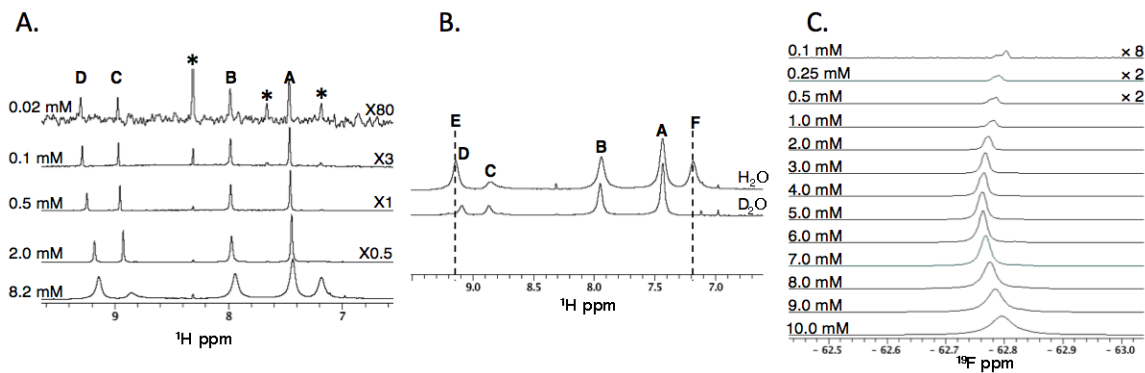 A.
D C * B * A *
0.02 mM X80
0.1 mM X3
0.5 mM X1
2.0 mM X0.5
8.2 mM
9 8 7
¹H ppm
B.
E D C B A F
H₂O
D₂O
9.0 8.5 8.0 7.5 7.0
¹H ppm
C.
0.1 mM × 8
0.25 mM × 2
0.5 mM × 2
1.0 mM
2.0 mM
3.0 mM
4.0 mM
5.0 mM
6.0 mM
7.0 mM
8.0 mM
9.0 mM
10.0 mM
- 62.5 - 62.6 - 62.7 - 62.8 - 62.9 - 63.0
¹⁹F ppm